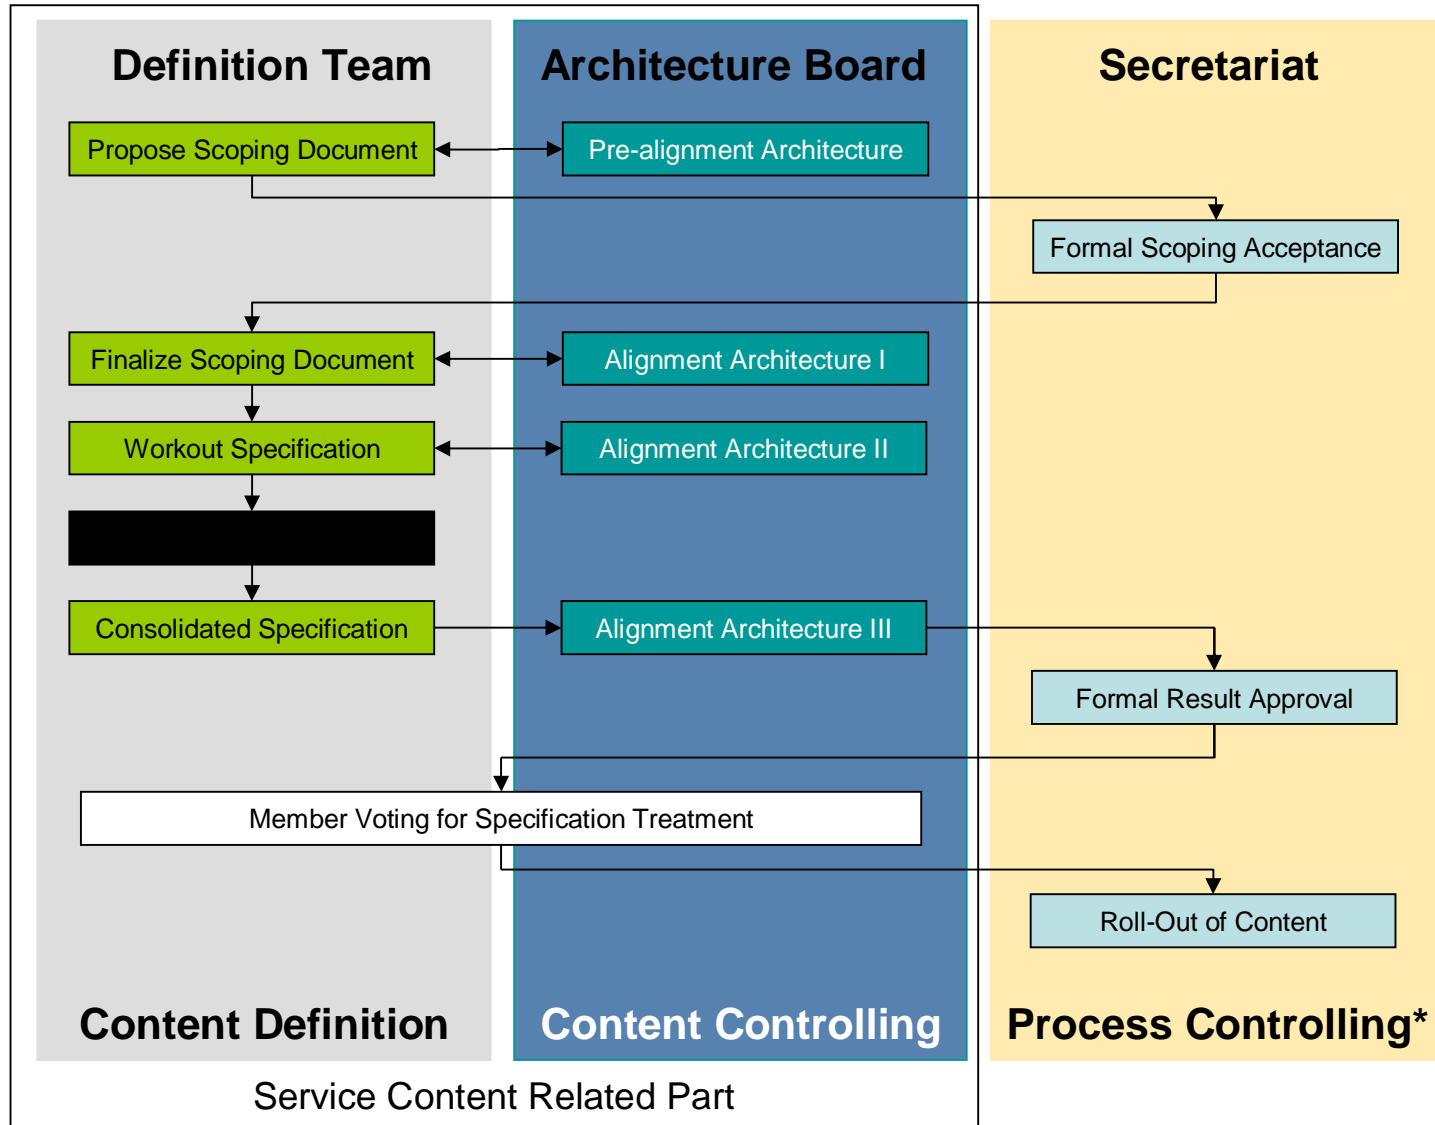 Definition Team
Architecture Board
Secretariat
Propose Scoping Document
Pre-alignment Architecture
Formal Scoping Acceptance
Finalize Scoping Document
Alignment Architecture I
Workout Specification
Alignment Architecture II
Consolidated Specification
Alignment Architecture III
Formal Result Approval
Member Voting for Specification Treatment
Roll-Out of Content
Content Definition
Content Controlling
Process Controlling*
Service Content Related Part